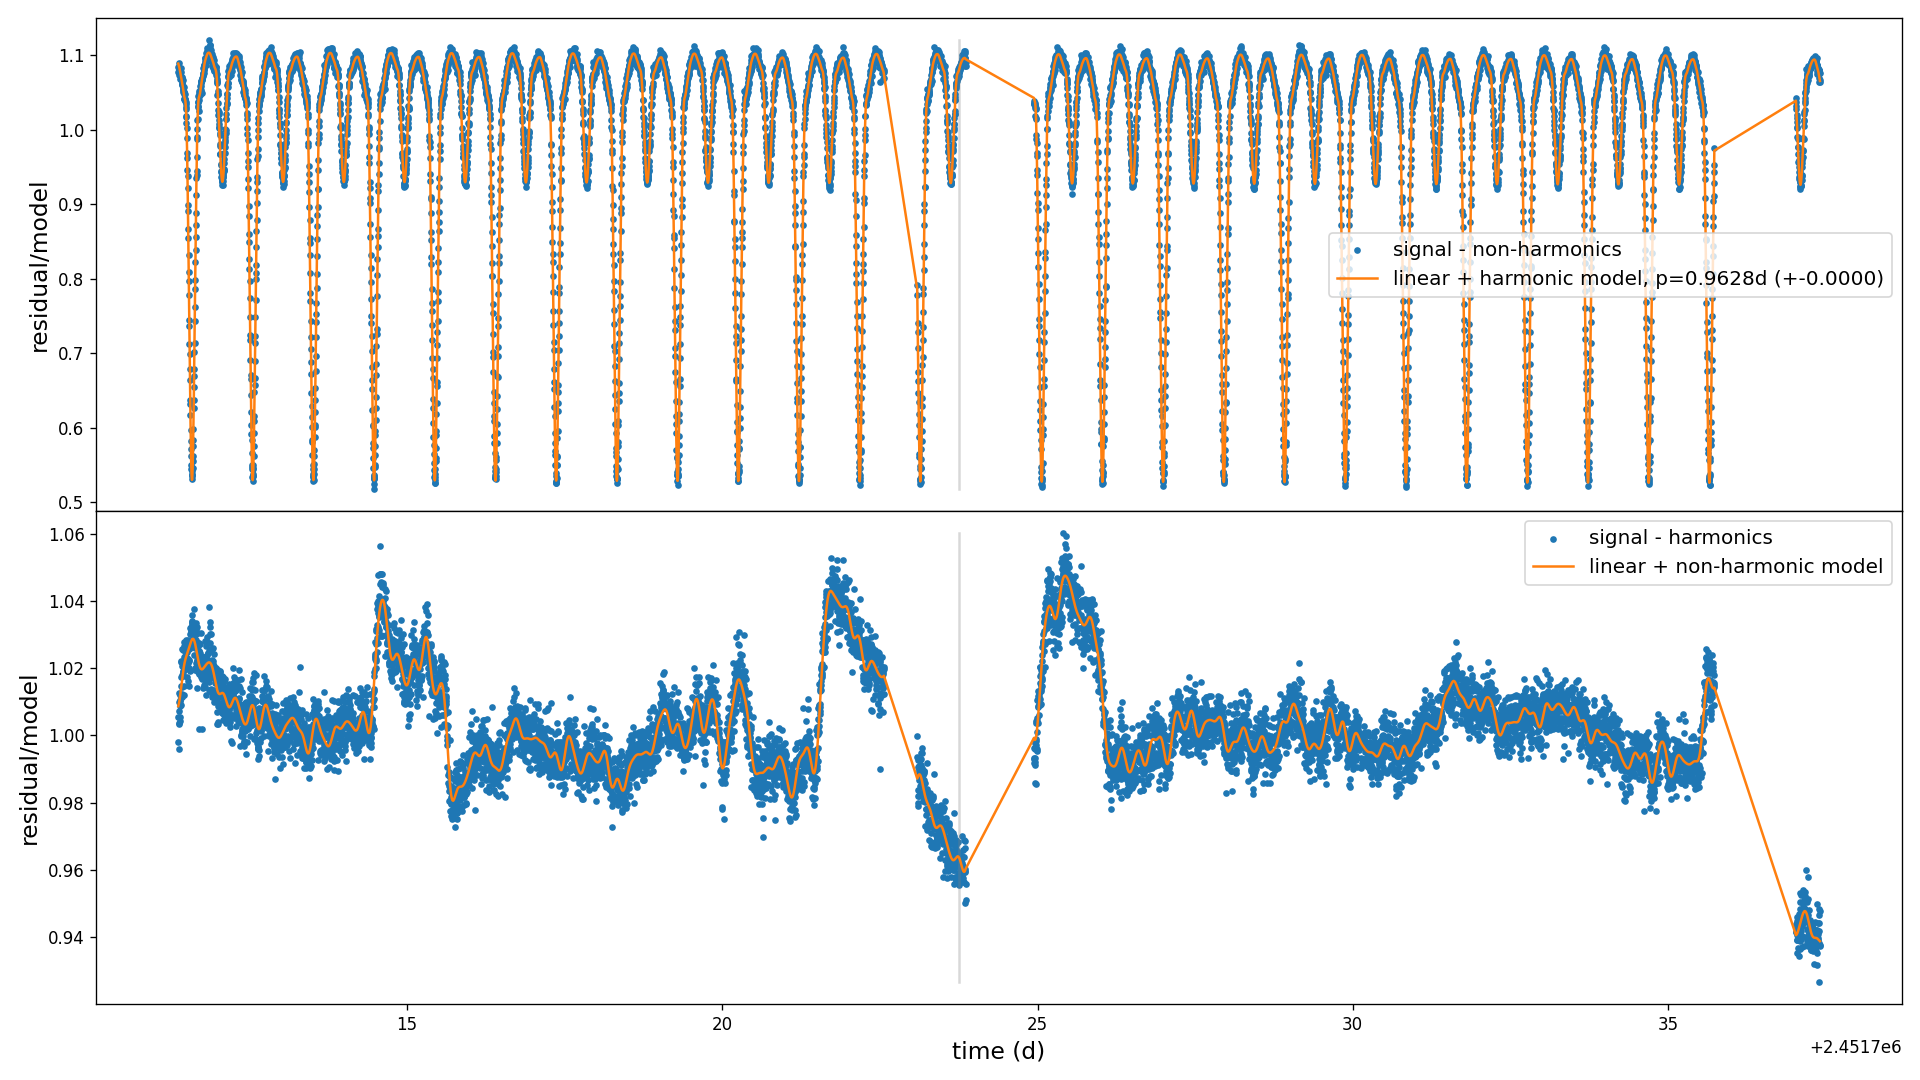 1.1
1.0
0.9
0.8
0.7
0.6
0.5
residual/model
signal - non-harmonics
linear + harmonic model, p=0.9628d (+-0.0000)
1.06
1.04
1.02
1.00
0.98
0.96
0.94
residual/model
signal - harmonics
linear + non-harmonic model
15
20
25
30
35
time (d)
+2.4517e6